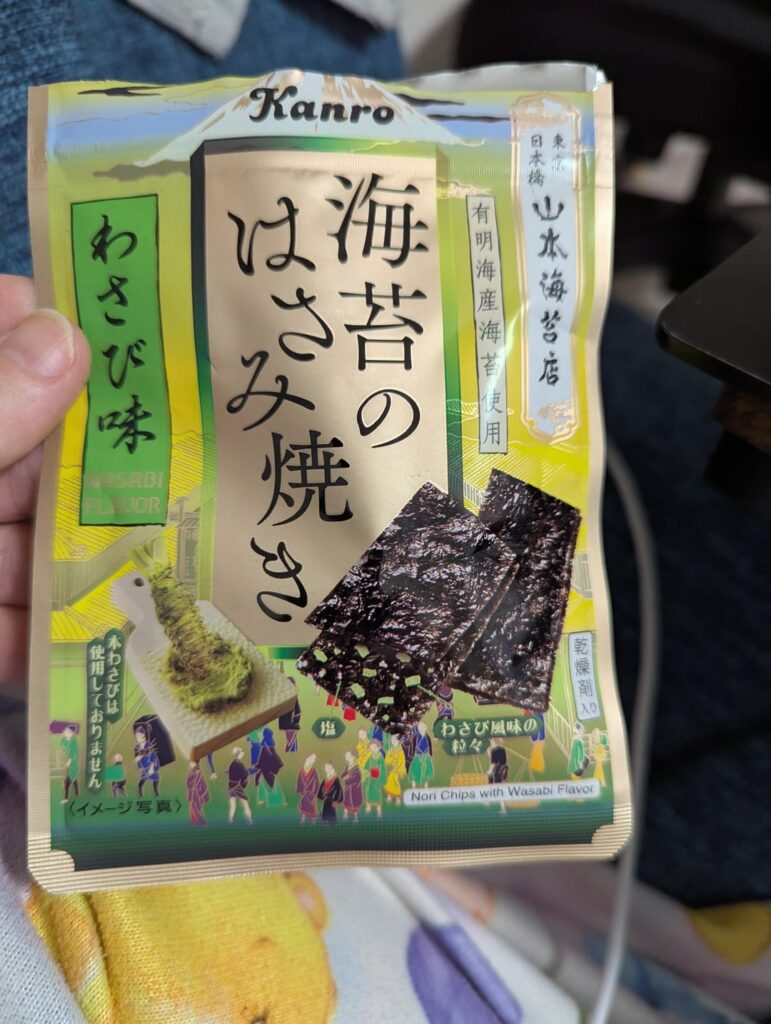 Kanro
東京
日本橋
山本海苔店
有明海産海苔使用
海苔の
はさみ焼き
わさび味
WASABI
FLAVOR
本わさびは
使用しておりません
塩
わさび風味の
粒々
乾燥剤入り
〈イメージ写真〉
Nori Chips with Wasabi Flavor